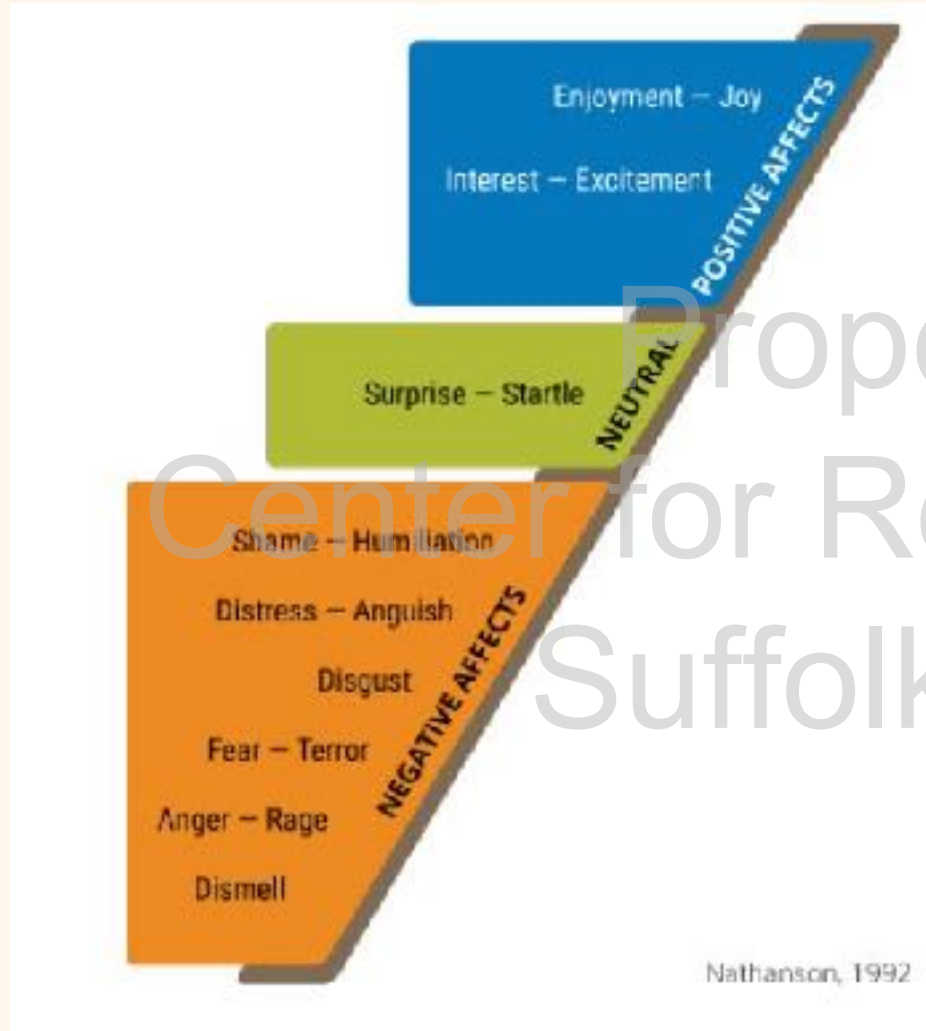 Enjoyment – Joy
Interest – Excitement
POSITIVE AFFECTS
Surprise – Startle
NEUTRAL
Shame – Humiliation
Distress – Anguish
Disgust
Fear – Terror
Anger – Rage
Dismell
NEGATIVE AFFECTS
Prope
Center for Re
Suffolk
Nathanson, 1992